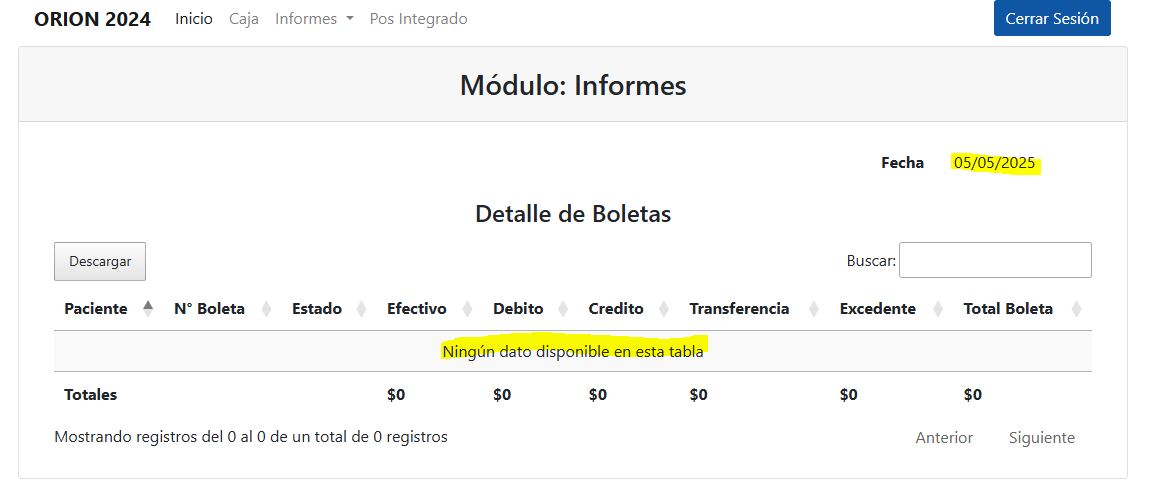 ORION 2024 Inicio Caja Informes Pos Integrado Cerrar Sesión
Módulo: Informes
Fecha 05/05/2025
Detalle de Boletas
Descargar Buscar:
Paciente N° Boleta Estado Efectivo Debito Credito Transferencia Excedente Total Boleta
Ningún dato disponible en esta tabla
Totales $0 $0 $0 $0 $0 $0
Mostrando registros del 0 al 0 de un total de 0 registros Anterior Siguiente